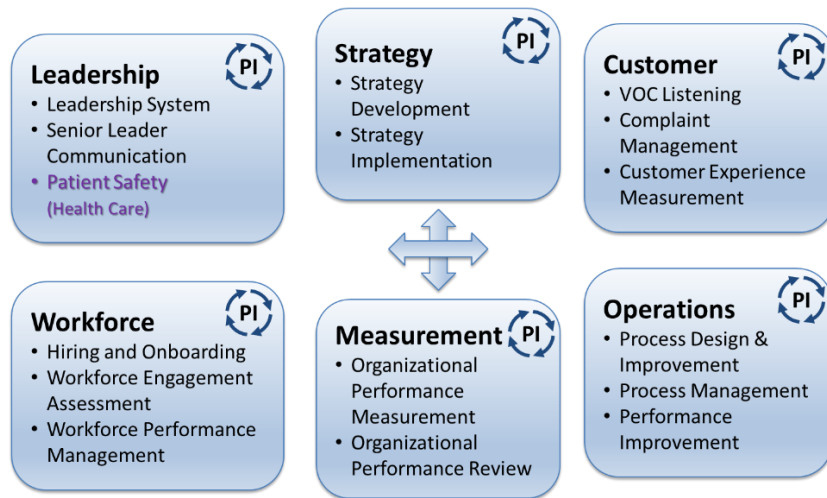 PI
Leadership
• Leadership System
• Senior Leader
Communication
• Patient Safety
(Health Care)
PI
Strategy
• Strategy
Development
• Strategy
Implementation
PI
Customer
• VOC Listening
• Complaint
Management
• Customer Experience
Measurement
PI
Workforce
• Hiring and Onboarding
• Workforce Engagement
Assessment
• Workforce Performance
Management
PI
Measurement
• Organizational
Performance
Measurement
• Organizational
Performance Review
PI
Operations
• Process Design &
Improvement
• Process Management
• Performance
Improvement